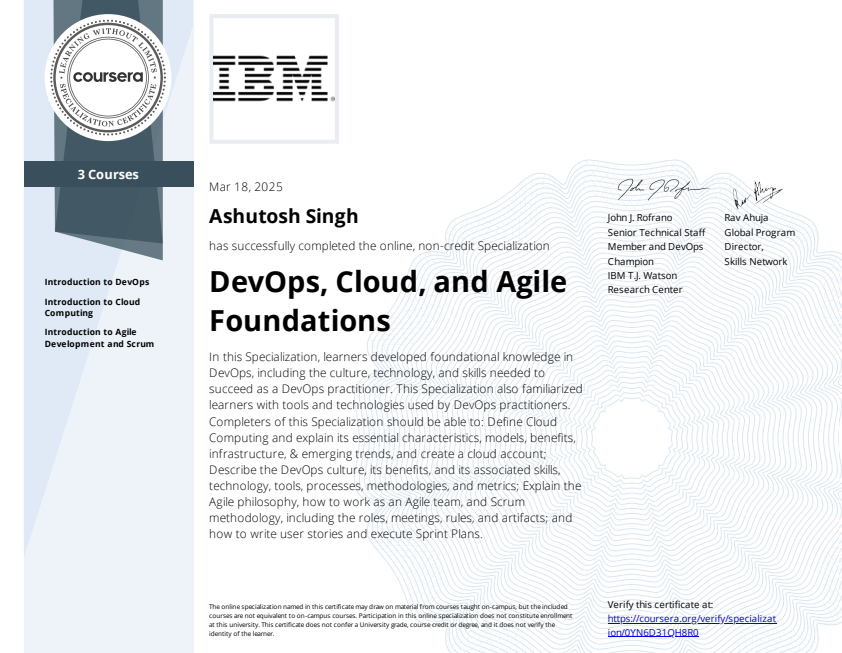 LEARNING WITHOUT LIMITS
coursera
SPECIALIZATION CERTIFICATE
IBM
3 Courses
Introduction to DevOps
Introduction to Cloud
Computing
Introduction to Agile
Development and Scrum
Mar 18, 2025
Ashutosh Singh
has successfully completed the online, non-credit Specialization
DevOps, Cloud, and Agile
Foundations
In this Specialization, learners developed foundational knowledge in
DevOps, including the culture, technology, and skills needed to
succeed as a DevOps practitioner. This Specialization also familiarized
learners with tools and technologies used by DevOps practitioners.
Completers of this Specialization should be able to: Define Cloud
Computing and explain its essential characteristics, models, benefits,
infrastructure, & emerging trends, and create a cloud account;
Describe the DevOps culture, its benefits, and its associated skills,
technology, tools, processes, methodologies, and metrics; Explain the
Agile philosophy, how to work as an Agile team, and Scrum
methodology, including the roles, meetings, rules, and artifacts; and
how to write user stories and execute Sprint Plans.
John J. Rofrano
Senior Technical Staff
Member and DevOps
Champion
IBM T.J. Watson
Research Center
Rav Ahuja
Global Program
Director,
Skills Network
The online specialization named in this certificate may draw on material from courses taught on-campus, but the included
courses are not equivalent to on-campus courses. Participation in this online specialization does not constitute enrollment
at this university. This certificate does not confer a University grade, course credit or degree, and it does not verify the
identity of the learner.
Verify this certificate at:
https://coursera.org/verify/specializat
ion/0YN6D31QH8R0